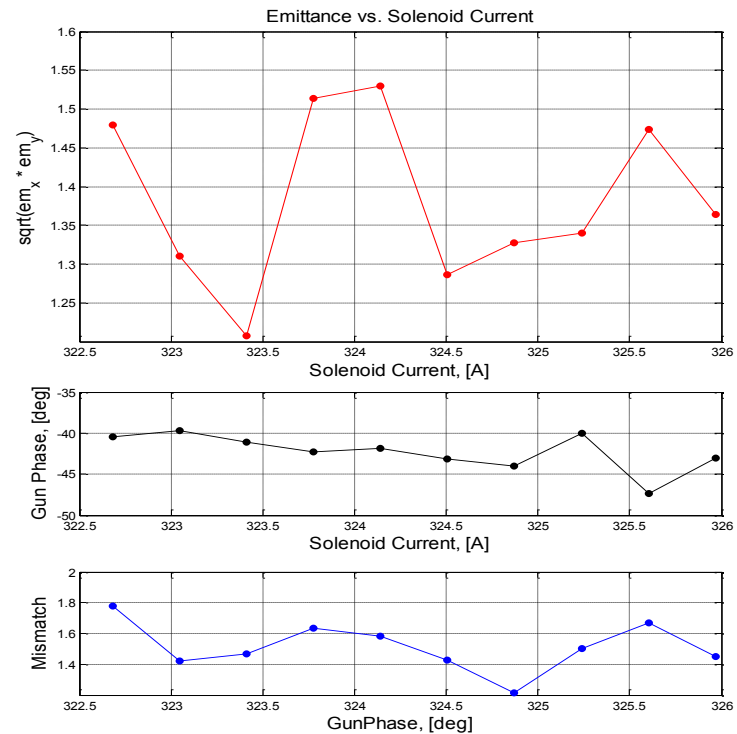 Emittance vs. Solenoid Current
1.6
1.55
1.5
1.45
1.4
1.35
1.3
1.25
sqrt(em_x * em_y)
322.5 323 323.5 324 324.5 325 325.5 326
Solenoid Current, [A]
-35
-40
-45
-50
Gun Phase, [deg]
322.5 323 323.5 324 324.5 325 325.5 326
Solenoid Current, [A]
2
1.8
1.6
1.4
Mismatch
322.5 323 323.5 324 324.5 325 325.5 326
GunPhase, [deg]